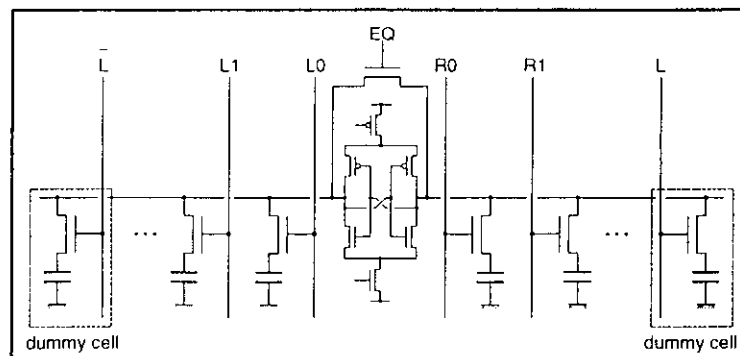 EQ
L̅ L1 L0 R0 R1 L
... ...
dummy cell dummy cell